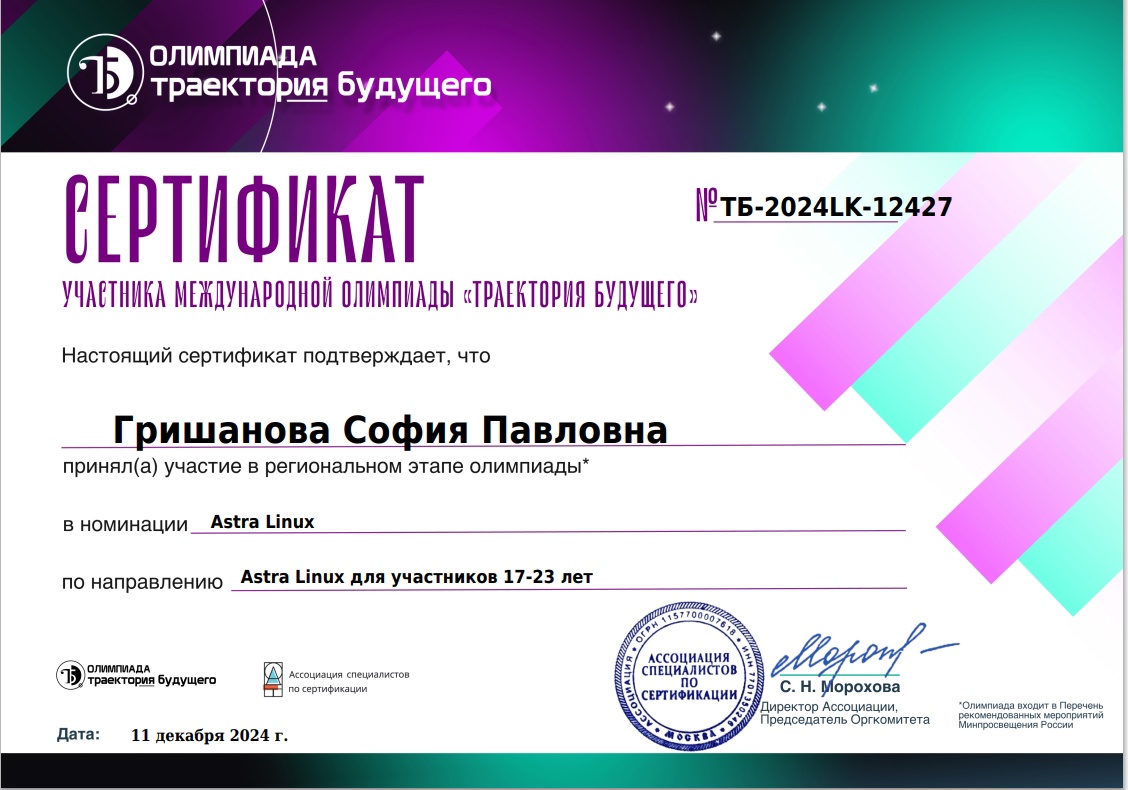 ОЛИМПИАДА
траектория будущего
СЕРТИФИКАТ
№ ТБ-2024LK-12427
УЧАСТНИКА МЕЖДУНАРОДНОЙ ОЛИМПИАДЫ «ТРАЕКТОРИЯ БУДУЩЕГО»
Настоящий сертификат подтверждает, что
Гришанова София Павловна
принял(а) участие в региональном этапе олимпиады*
в номинации Astra Linux
по направлению Astra Linux для участников 17-23 лет
ОЛИМПИАДА
траектория будущего
Ассоциация специалистов
по сертификации
АССОЦИАЦИЯ • ОГРН 1157700007618 • ИНН
АССОЦИАЦИЯ
СПЕЦИАЛИСТОВ
ПО
СЕРТИФИКАЦИИ
МОСКВА
С. Н. Морохова
Директор Ассоциации,
Председатель Оргкомитета
*Олимпиада входит в Перечень
рекомендованных мероприятий
Минпросвещения России
Дата: 11 декабря 2024 г.